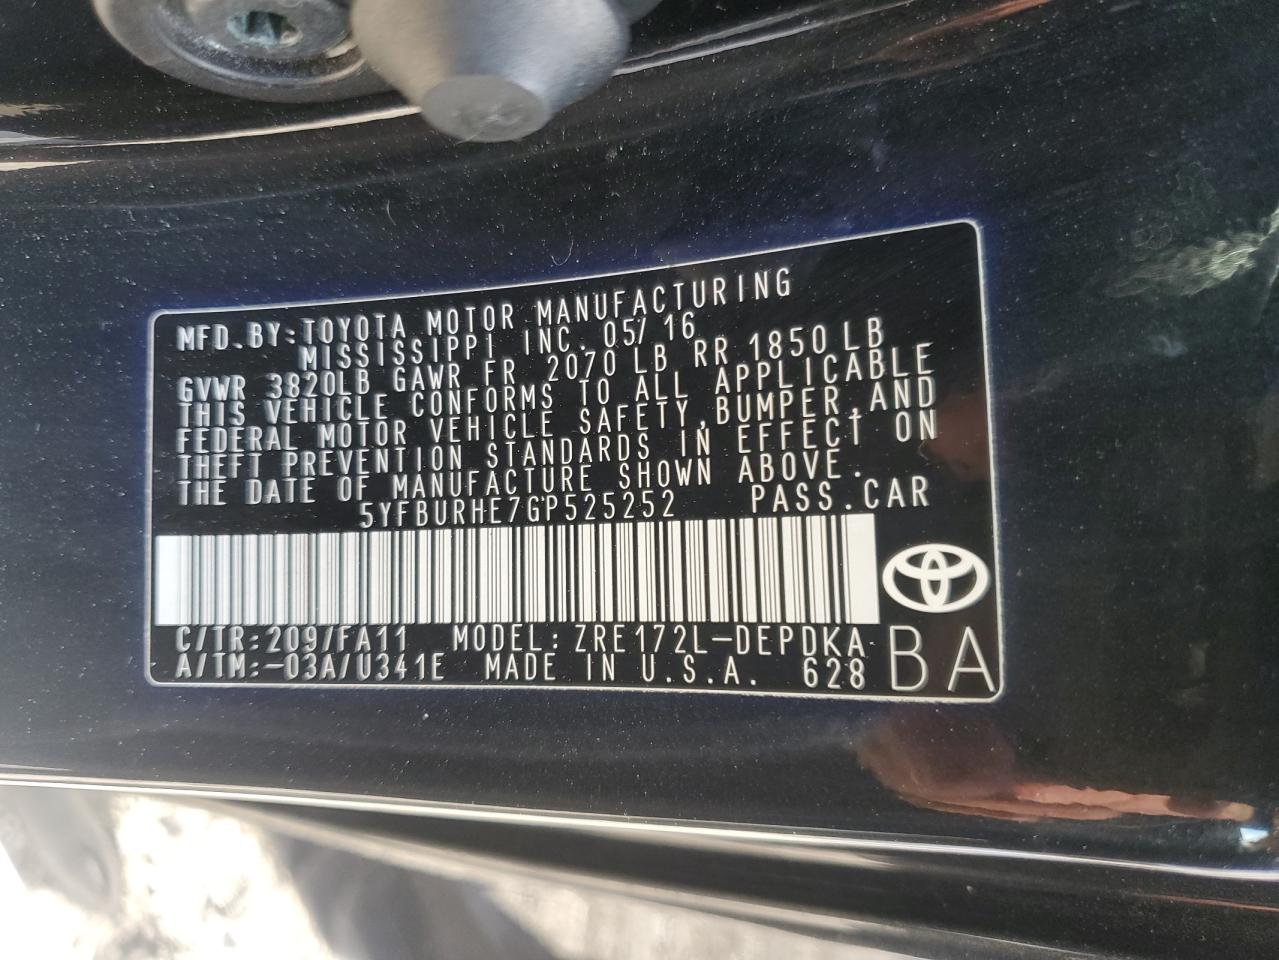 MFD.BY:TOYOTA MOTOR MANUFACTURING
MISSISSIPPI INC. 05/16
GVWR 3820LB GAWR FR 2070 LB RR 1850 LB
THIS VEHICLE CONFORMS TO ALL APPLICABLE
FEDERAL MOTOR VEHICLE SAFETY,BUMPER,AND
THEFT PREVENTION STANDARDS IN EFFECT ON
THE DATE OF MANUFACTURE SHOWN ABOVE.
5YFBURHE7GP525252 PASS.CAR
C/TR:209/FA11 MODEL:ZRE172L-DEPDKA
A/TM:-03A/U341E MADE IN U.S.A. 628
BA